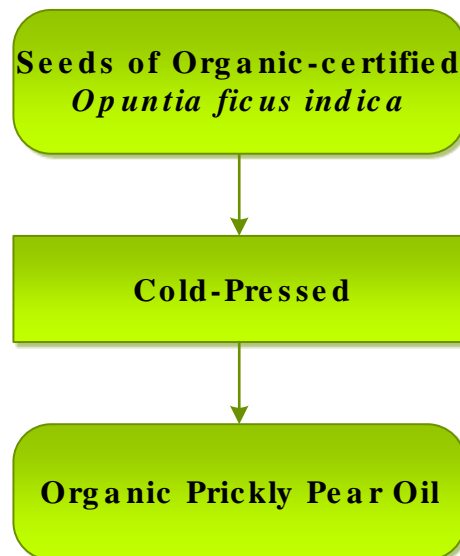 Seeds of Organic-certified
Opuntia ficus indica
Cold-Pressed
Organic Prickly Pear Oil